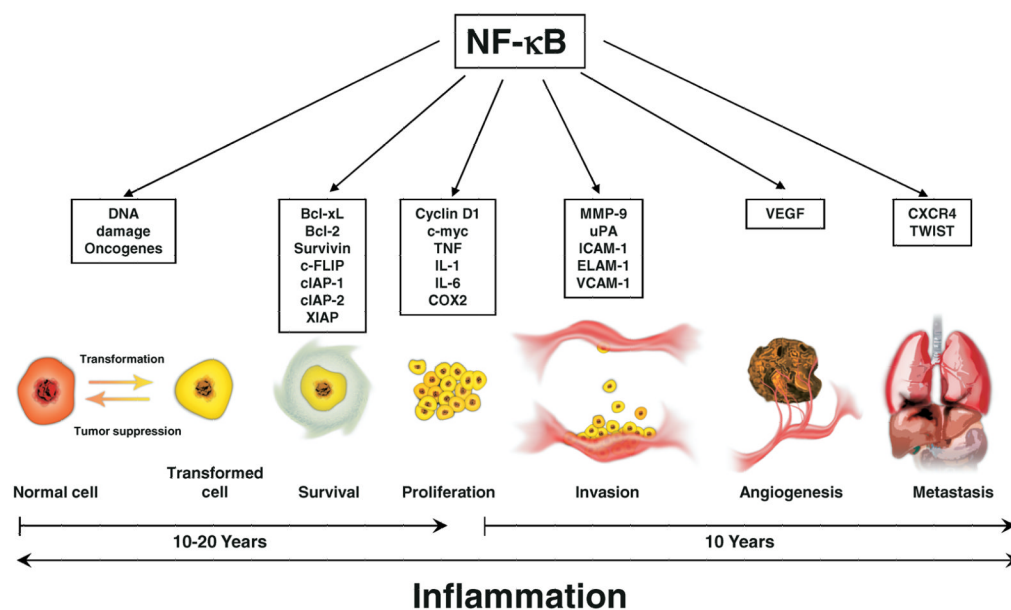 NF-κB
DNA
damage
Oncogenes
Bcl-xL
Bcl-2
Survivin
c-FLIP
cIAP-1
cIAP-2
XIAP
Cyclin D1
c-myc
TNF
IL-1
IL-6
COX2
MMP-9
uPA
ICAM-1
ELAM-1
VCAM-1
VEGF
CXCR4
TWIST
Transformation
Tumor suppression
Normal cell
Transformed
cell
Survival
Proliferation
Invasion
Angiogenesis
Metastasis
10-20 Years
10 Years
Inflammation